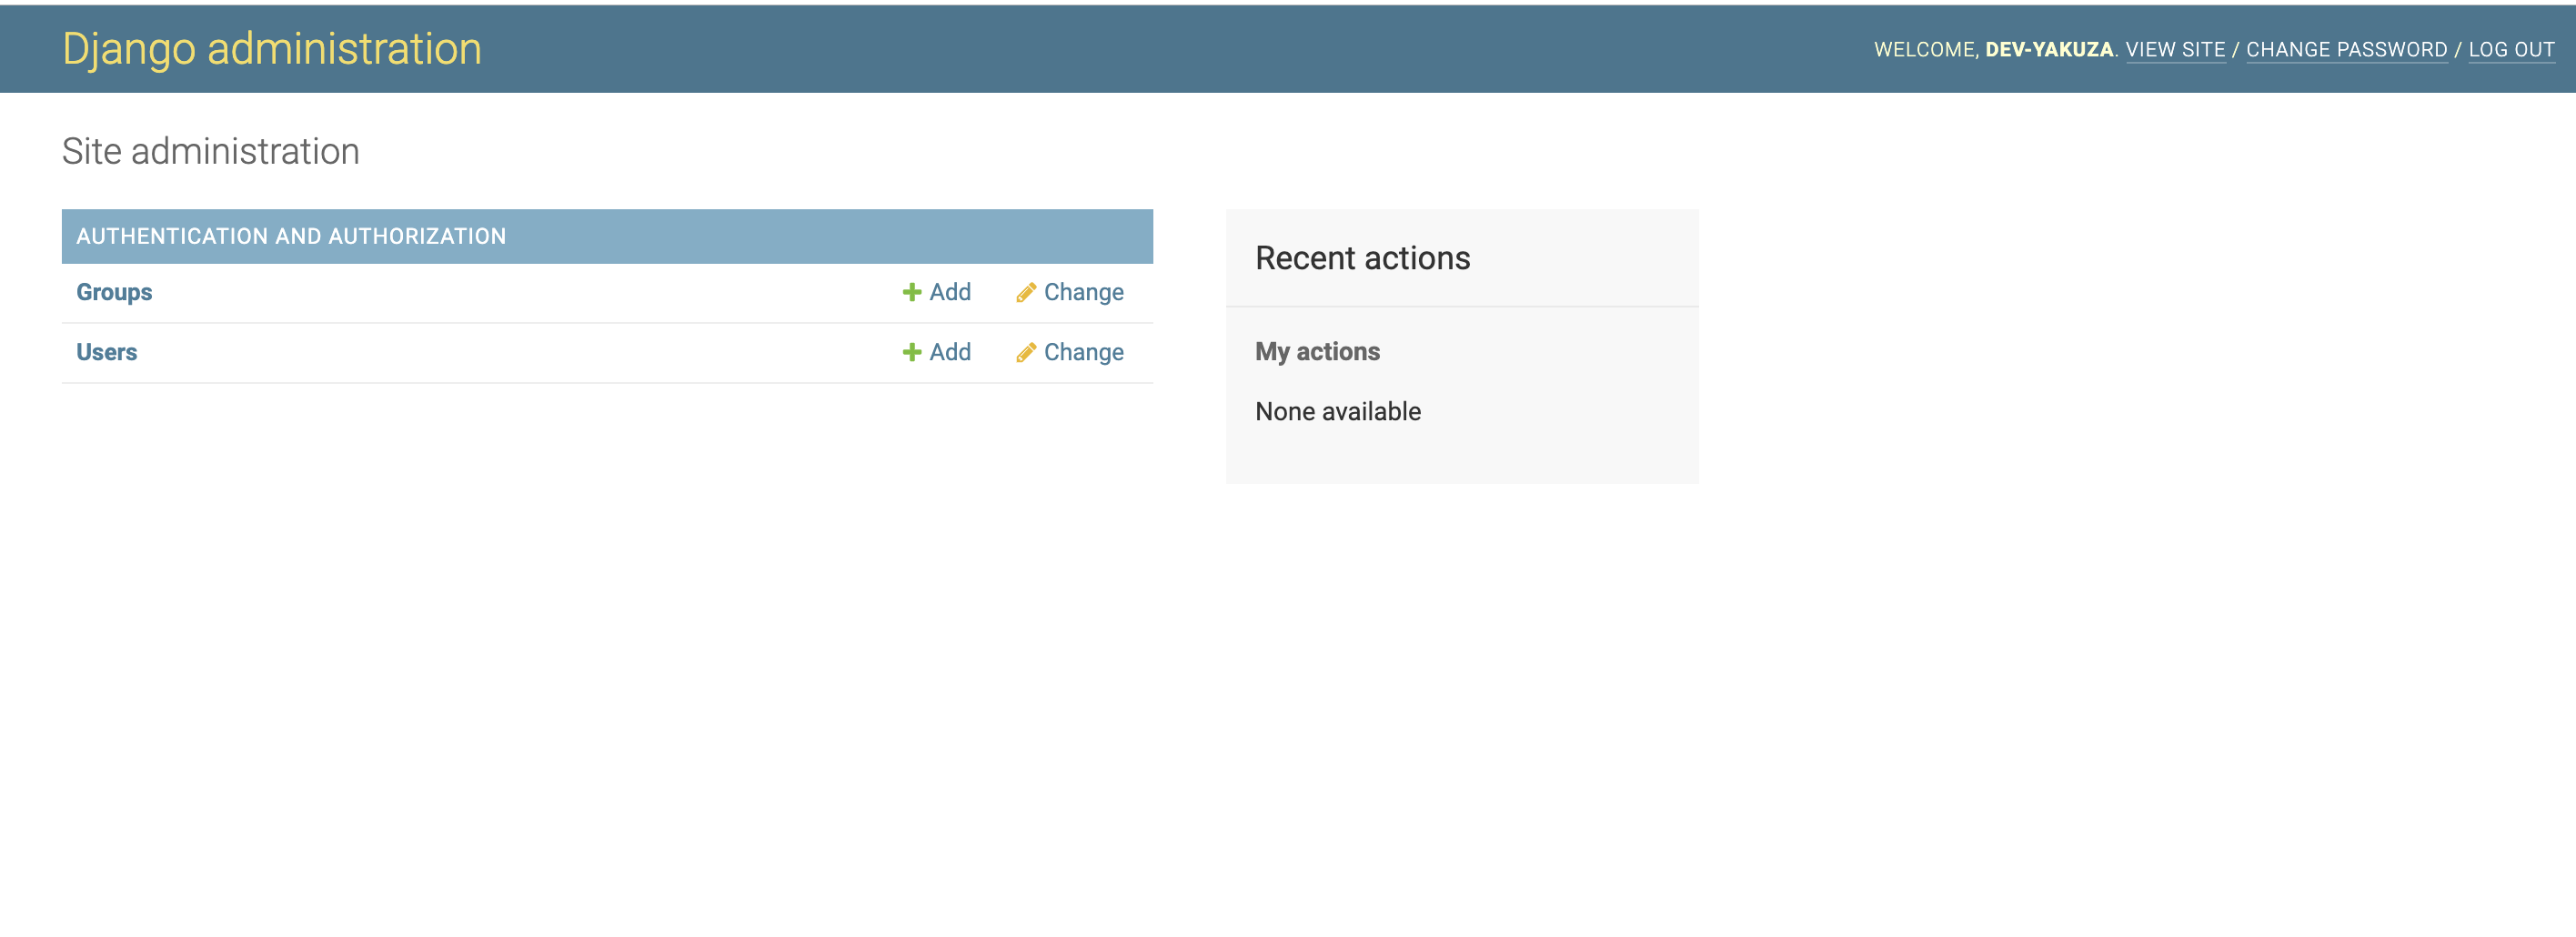 Django administration
WELCOME, DEV-YAKUZA. VIEW SITE / CHANGE PASSWORD / LOG OUT
Site administration
AUTHENTICATION AND AUTHORIZATION
Groups Add Change
Users Add Change
Recent actions
My actions
None available